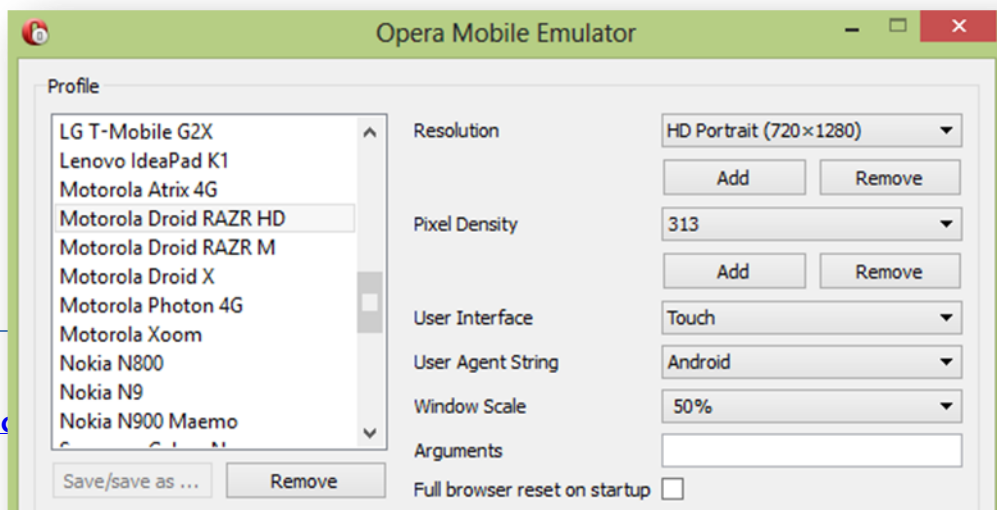 Opera Mobile Emulator
Profile
LG T-Mobile G2X
Lenovo IdeaPad K1
Motorola Atrix 4G
Motorola Droid RAZR HD
Motorola Droid RAZR M
Motorola Droid X
Motorola Photon 4G
Motorola Xoom
Nokia N800
Nokia N9
Nokia N900 Maemo
Save/save as ...
Remove
Resolution
HD Portrait (720×1280)
Add
Remove
Pixel Density
313
Add
Remove
User Interface
Touch
User Agent String
Android
Window Scale
50%
Arguments
Full browser reset on startup